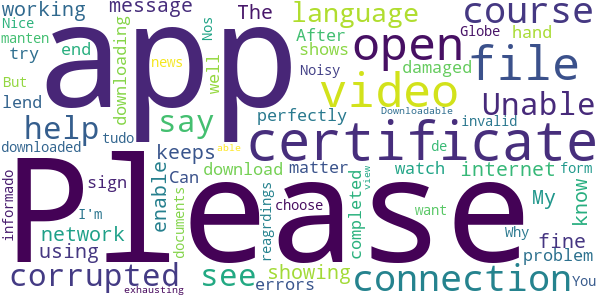 Nice
working
message
The
language
course
manten
try
end
After
shows
Nos
Globe
hand
app
open
file
news
downloading
well
Noisy
damaged
But
lend
video
Unable
help
say
perfectly
Downloadable
invalid
downloaded
tudo
able
certificate
keeps
Can
download
matter
de
form
sign
watch
internet
know
informado
Please
enable
documents
reagrdings
completed
view
I'm
choose
want
My
network
see
connection
Why
fine
using
showing
problem
corrupted
errors
You
exhausting